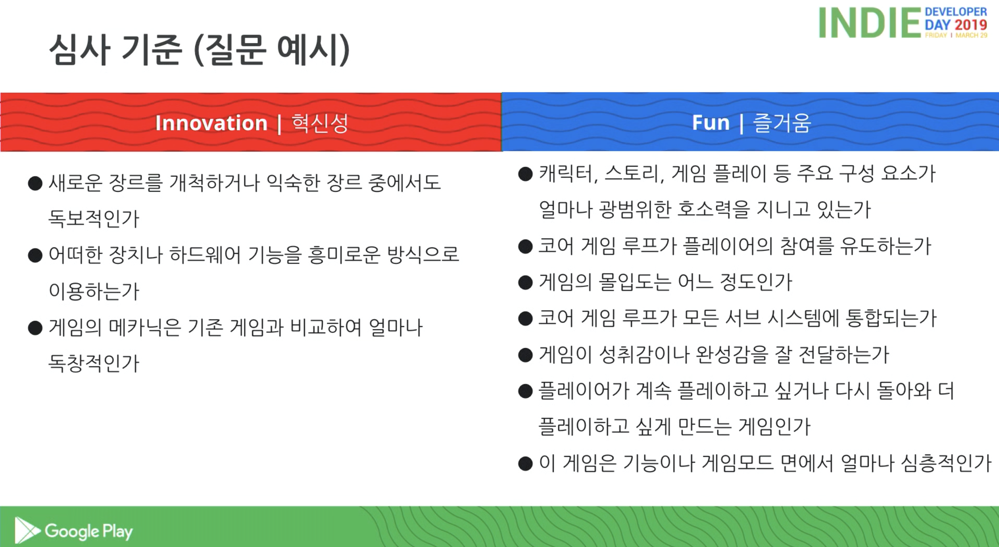 INDIE DEVELOPER
DAY 2019
FRIDAY | MARCH 29
심사 기준 (질문 예시)
Innovation | 혁신성
● 새로운 장르를 개척하거나 익숙한 장르 중에서도
독보적인가
● 어떠한 장치나 하드웨어 기능을 흥미로운 방식으로
이용하는가
● 게임의 메카닉은 기존 게임과 비교하여 얼마나
독창적인가
Fun | 즐거움
● 캐릭터, 스토리, 게임 플레이 등 주요 구성 요소가
얼마나 광범위한 호소력을 지니고 있는가
● 코어 게임 루프가 플레이어의 참여를 유도하는가
● 게임의 몰입도는 어느 정도인가
● 코어 게임 루프가 모든 서브 시스템에 통합되는가
● 게임이 성취감이나 완성감을 잘 전달하는가
● 플레이어가 계속 플레이하고 싶거나 다시 돌아와 더
플레이하고 싶게 만드는 게임인가
● 이 게임은 기능이나 게임모드 면에서 얼마나 심층적인가
Google Play